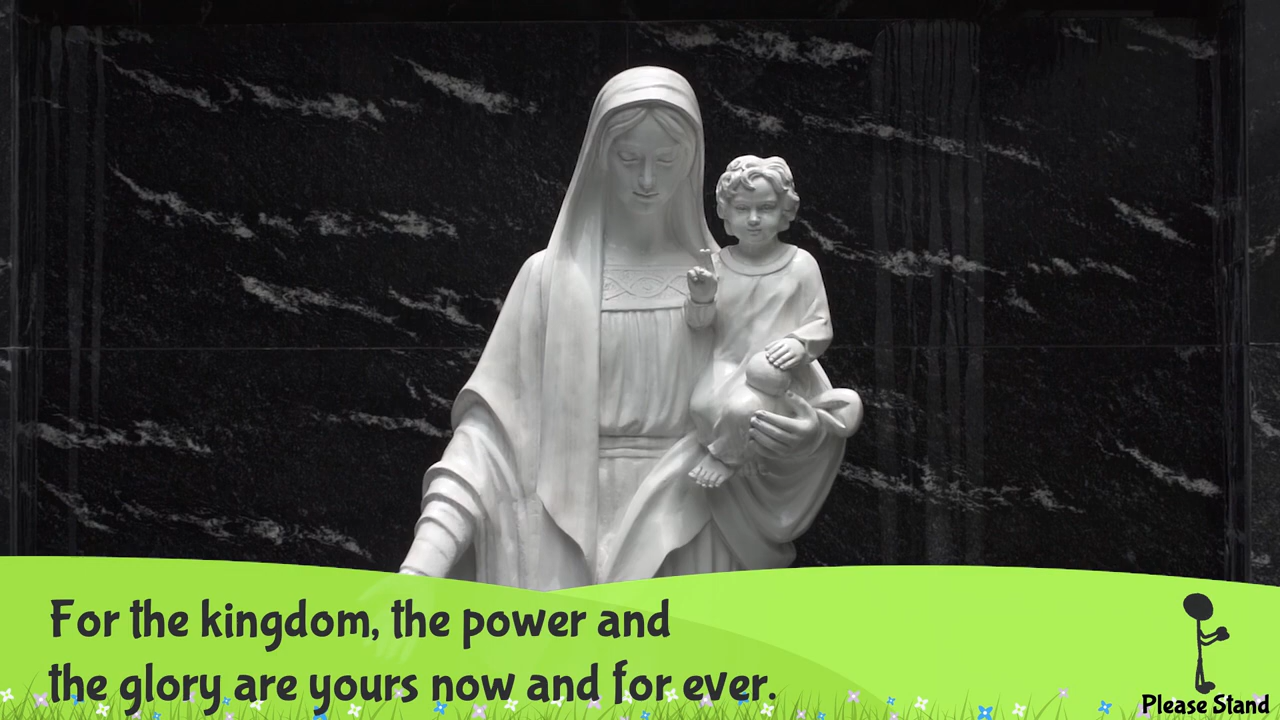 For the kingdom, the power and
the glory are yours now and for ever.
Please Stand